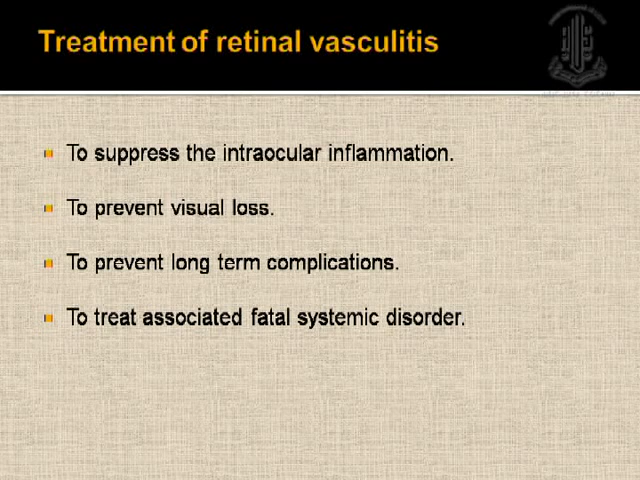 Treatment of retinal vasculitis
To suppress the intraocular inflammation.
To prevent visual loss.
To prevent long term complications.
To treat associated fatal systemic disorder.